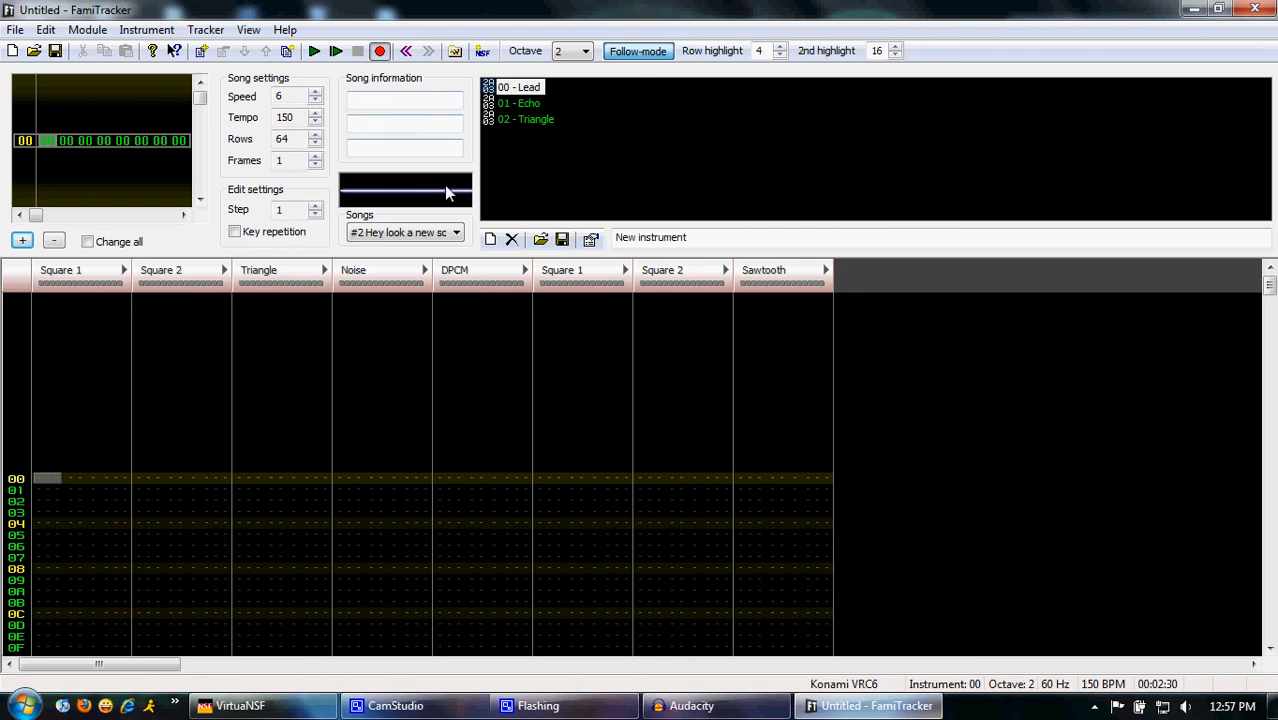 Untitled - FamiTracker
File Edit Module Instrument Tracker View Help
Octave 2 Follow-mode Row highlight 4 2nd highlight 16
Song settings
Speed 6
Tempo 150
Rows 64
Frames 1
Edit settings
Step 1
Key repetition
Song information
Songs
#2 Hey look a new sc
00 - Lead
01 - Echo
02 - Triangle
New instrument
00 00 00 00 00 00 00 00 00
+ - Change all
Square 1 Square 2 Triangle Noise DPCM Square 1 Square 2 Sawtooth
00
01
02
03
04
05
06
07
08
09
0A
0B
0C
0D
0E
0F
Konami VRC6 Instrument: 00 Octave: 2 60 Hz 150 BPM 00:02:30
VirtuaNSF CamStudio Flashing Audacity Untitled - FamiTracker 12:57 PM